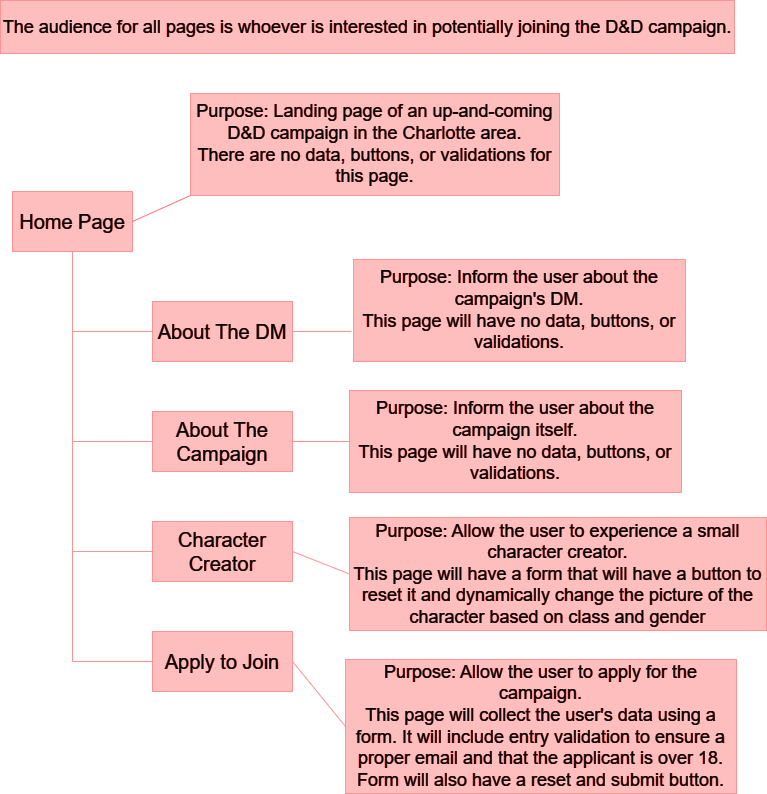 The audience for all pages is whoever is interested in potentially joining the D&D campaign.
Purpose: Landing page of an up-and-coming
D&D campaign in the Charlotte area.
There are no data, buttons, or validations for
this page.
Home Page
Purpose: Inform the user about the
campaign's DM.
This page will have no data, buttons, or
validations.
About The DM
Purpose: Inform the user about the
campaign itself.
This page will have no data, buttons, or
validations.
About The
Campaign
Purpose: Allow the user to experience a small
character creator.
This page will have a form that will have a button to
reset it and dynamically change the picture of the
character based on class and gender
Character
Creator
Apply to Join
Purpose: Allow the user to apply for the
campaign.
This page will collect the user's data using a
form. It will include entry validation to ensure a
proper email and that the applicant is over 18.
Form will also have a reset and submit button.